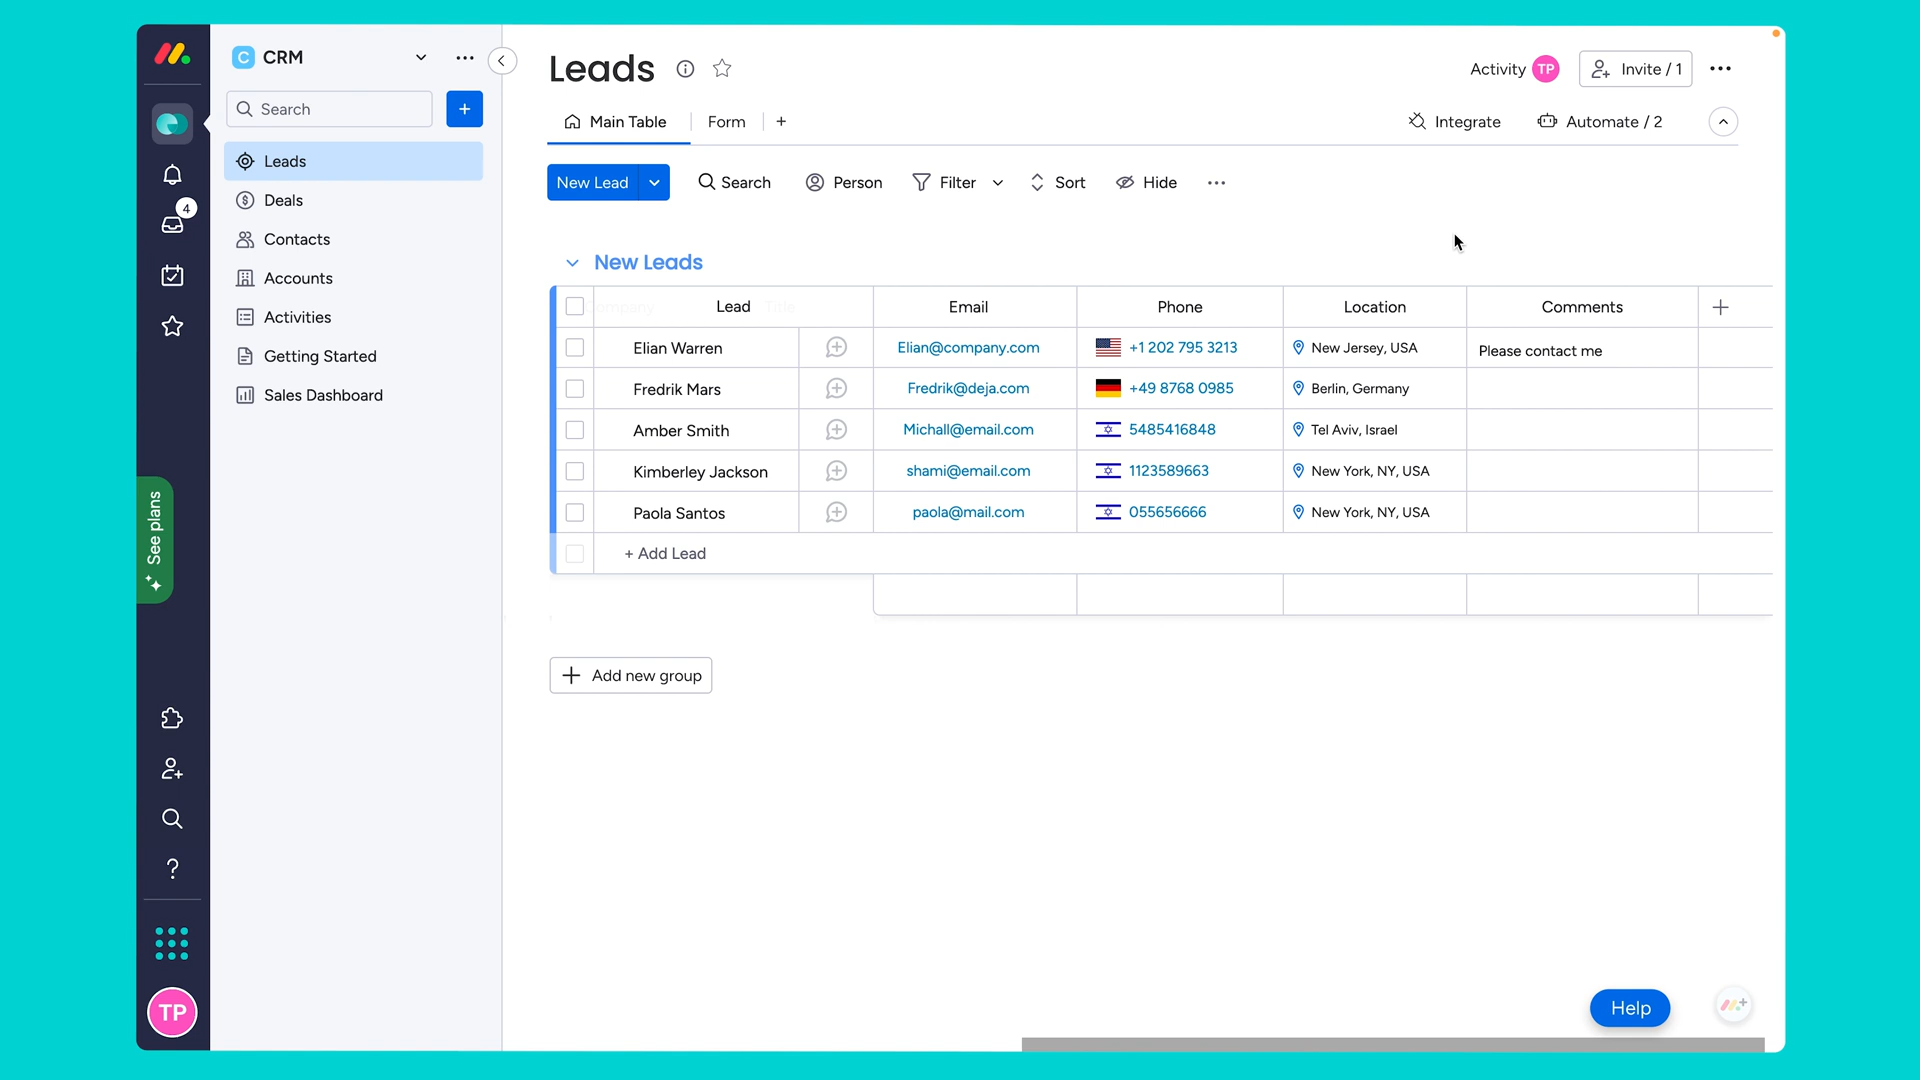 C CRM
Search
+
Leads
Deals
Contacts
Accounts
Activities
Getting Started
Sales Dashboard
4
See plans
?
TP
Leads
Activity TP
Invite / 1
Main Table
Form
+
Integrate
Automate / 2
New Lead
Search
Person
Filter
Sort
Hide
New Leads
Company Lead Title Email Phone Location Comments +
Elian Warren Elian@company.com +1 202 795 3213 New Jersey, USA Please contact me
Fredrik Mars Fredrik@deja.com +49 8768 0985 Berlin, Germany
Amber Smith Michall@email.com 5485416848 Tel Aviv, Israel
Kimberley Jackson shami@email.com 1123589663 New York, NY, USA
Paola Santos paola@mail.com 055656666 New York, NY, USA
+ Add Lead
+ Add new group
Help